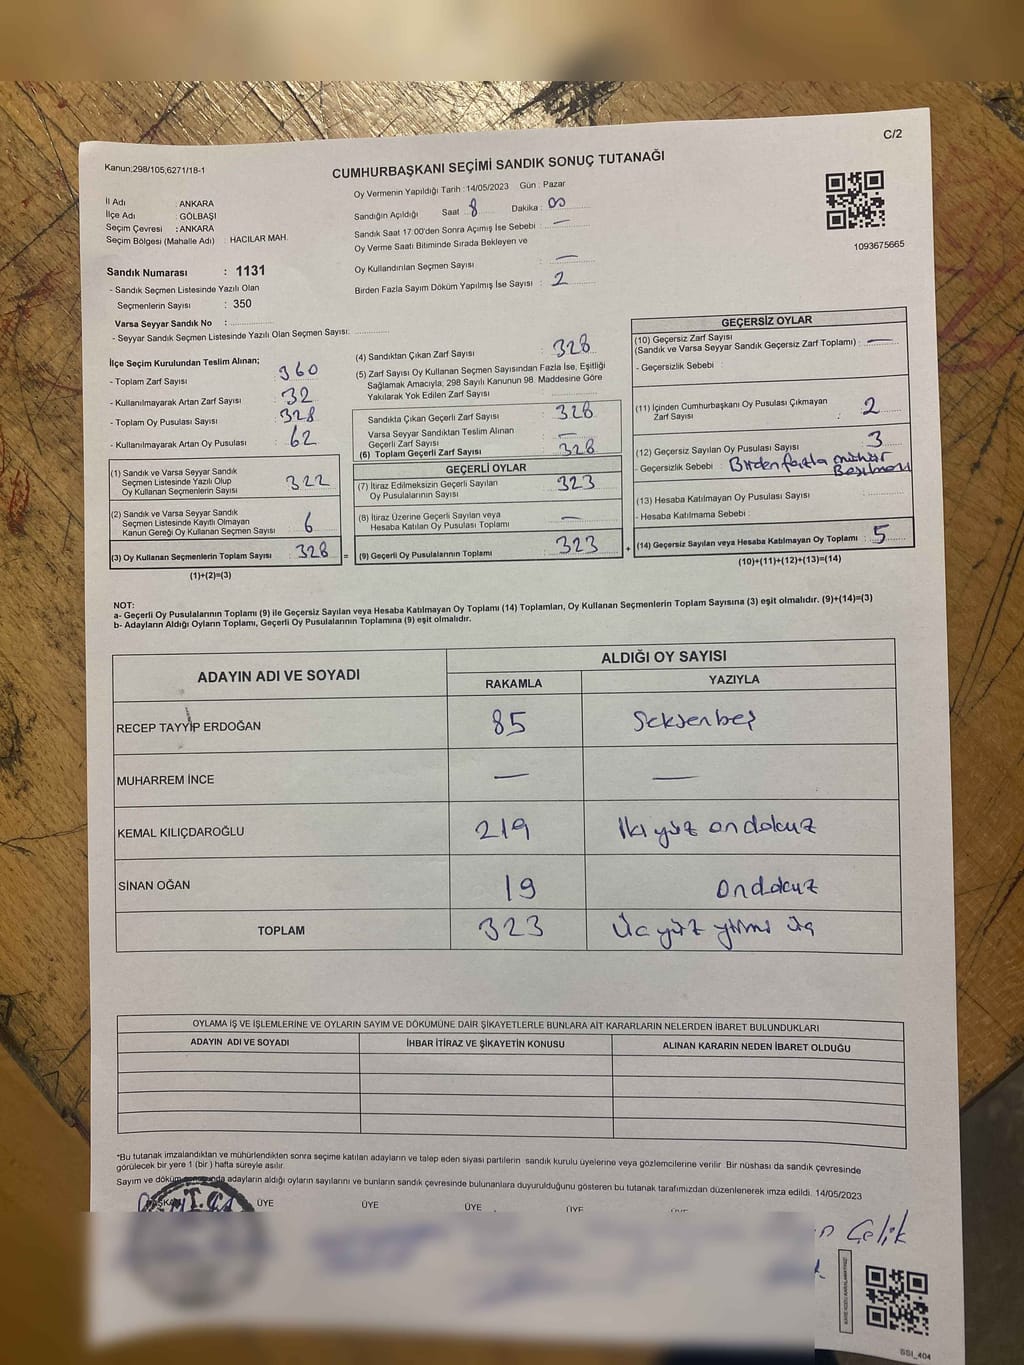 C/2
Kanun:298/105;6271/18-1
CUMHURBAŞKANI SEÇİMİ SANDIK SONUÇ TUTANAĞI
İl Adı : ANKARA
İlçe Adı : GÖLBAŞI
Seçim Çevresi : ANKARA
Seçim Bölgesi (Mahalle Adı) : HACILAR MAH.
Oy Vermenin Yapıldığı Tarih : 14/05/2023 Gün : Pazar
Sandığın Açıldığı Saat 8 Dakika : 00
Sandık Saat 17:00'den Sonra Açımış İse Sebebi : —
Oy Verme Saati Bitiminde Sırada Bekleyen ve
Oy Kullandırılan Seçmen Sayısı : —
Birden Fazla Sayım Döküm Yapılmış İse Sayısı : 2
1093675665
Sandık Numarası : 1131
- Sandık Seçmen Listesinde Yazılı Olan
Seçmenlerin Sayısı : 350
Varsa Seyyar Sandık No :
- Seyyar Sandık Seçmen Listesinde Yazılı Olan Seçmen Sayısı:
İlçe Seçim Kurulundan Teslim Alınan;
- Toplam Zarf Sayısı : 360
- Kullanılmayarak Artan Zarf Sayısı : 32
- Toplam Oy Pusulası Sayısı : 328
- Kullanılmayarak Artan Oy Pusulası : 62
(1) Sandık ve Varsa Seyyar Sandık
Seçmen Listesinde Yazılı Olup
Oy Kullanan Seçmenlerin Sayısı : 322
(2) Sandık ve Varsa Seyyar Sandık
Seçmen Listesinde Kayıtlı Olmayan
Kanun Gereği Oy Kullanan Seçmen Sayısı : 6
(3) Oy Kullanan Seçmenlerin Toplam Sayısı : 328 =
(1)+(2)=(3)
(4) Sandıktan Çıkan Zarf Sayısı : 328
(5) Zarf Sayısı Oy Kullanan Seçmen Sayısından Fazla İse, Eşitliği
Sağlamak Amacıyla; 298 Sayılı Kanunun 98. Maddesine Göre
Yakılarak Yok Edilen Zarf Sayısı :
Sandıkta Çıkan Geçerli Zarf Sayısı : 328
Varsa Seyyar Sandıktan Teslim Alınan
Geçerli Zarf Sayısı : —
(6) Toplam Geçerli Zarf Sayısı : 328
GEÇERLİ OYLAR
(7) İtiraz Edilmeksizin Geçerli Sayılan
Oy Pusulalarının Sayısı : 323
(8) İtiraz Üzerine Geçerli Sayılan veya
Hesaba Katılan Oy Pusulası Toplamı : —
(9) Geçerli Oy Pusulalarının Toplamı : 323 +
GEÇERSİZ OYLAR
(10) Geçersiz Zarf Sayısı
(Sandık ve Varsa Seyyar Sandık Geçersiz Zarf Toplamı) : —
- Geçersizlik Sebebi :
(11) İçinden Cumhurbaşkanı Oy Pusulası Çıkmayan
Zarf Sayısı : 2
(12) Geçersiz Sayılan Oy Pusulası Sayısı : 3
- Geçersizlik Sebebi : Birden fazla mühür
Basılması
(13) Hesaba Katılmayan Oy Pusulası Sayısı :
- Hesaba Katılmama Sebebi :
(14) Geçersiz Sayılan veya Hesaba Katılmayan Oy Toplamı : 5
(10)+(11)+(12)+(13)=(14)
NOT:
a- Geçerli Oy Pusulalarının Toplamı (9) ile Geçersiz Sayılan veya Hesaba Katılmayan Oy Toplamı (14) Toplamları, Oy Kullanan Seçmenlerin Toplam Sayısına (3) eşit olmalıdır. (9)+(14)=(3)
b- Adayların Aldığı Oyların Toplamı, Geçerli Oy Pusulalarının Toplamına (9) eşit olmalıdır.
ADAYIN ADI VE SOYADI ALDIĞI OY SAYISI
RAKAMLA YAZIYLA
RECEP TAYYİP ERDOĞAN 85 Seksenbeş
MUHARREM İNCE — —
KEMAL KILIÇDAROĞLU 219 İki yüz ondokuz
SİNAN OĞAN 19 Ondokuz
TOPLAM 323 Üç yüz yirmi üç
OYLAMA İŞ VE İŞLEMLERİNE VE OYLARIN SAYIM VE DÖKÜMÜNE DAİR ŞİKAYETLERLE BUNLARA AİT KARARLARIN NELERDEN İBARET BULUNDUKLARI
ADAYIN ADI VE SOYADI İHBAR İTİRAZ VE ŞİKAYETİN KONUSU ALINAN KARARIN NEDEN İBARET OLDUĞU
*Bu tutanak imzalandıktan ve mühürlendikten sonra seçime katılan adayların ve talep eden siyasi partilerin sandık kurulu üyelerine veya gözlemcilerine verilir. Bir nüshası da sandık çevresinde
görülecek bir yere 1 (bir ) hafta süreyle asılır.
Sayım ve döküm sonunda adayların aldığı oyların sayılarını ve bunların sandık çevresinde bulunanlara duyurulduğunu gösteren bu tutanak tarafımızdan düzenlenerek imza edildi. 14/05/2023
BAŞKAN ÜYE ÜYE ÜYE ÜYE
Çelik
SSI_404